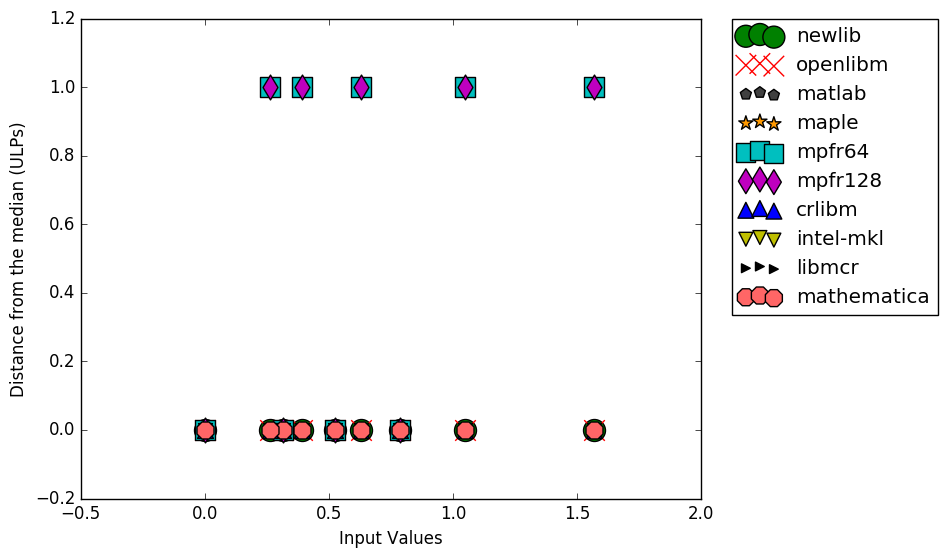 1.2
1.0
0.8
0.6
0.4
0.2
0.0
−0.2
Distance from the median (ULPs)
−0.5 0.0 0.5 1.0 1.5 2.0
Input Values
newlib
openlibm
matlab
maple
mpfr64
mpfr128
crlibm
intel-mkl
libmcr
mathematica